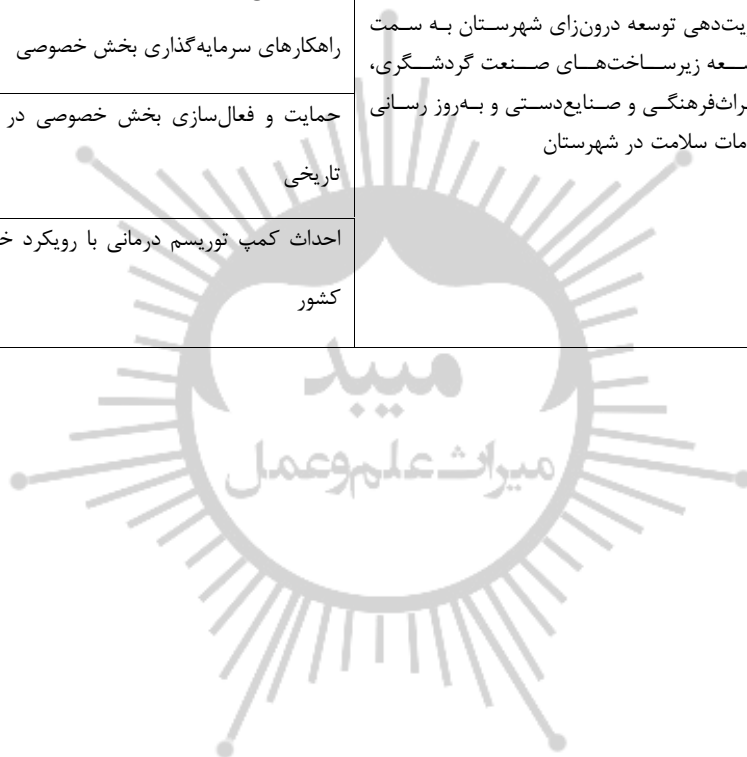 یت‌دهی توسعه درون‌زای شهرستان به سمت
سعه زیرساخت‌های صنعت گردشگری،
راث‌فرهنگی و صنایع‌دستی و به‌روز رسانی
مات سلامت در شهرستان
راهکارهای سرمایه‌گذاری بخش خصوصی
حمایت و فعال‌سازی بخش خصوصی در
تاریخی
احداث کمپ توریسم درمانی با رویکرد
کشور
میبد
میراث علم و عمل